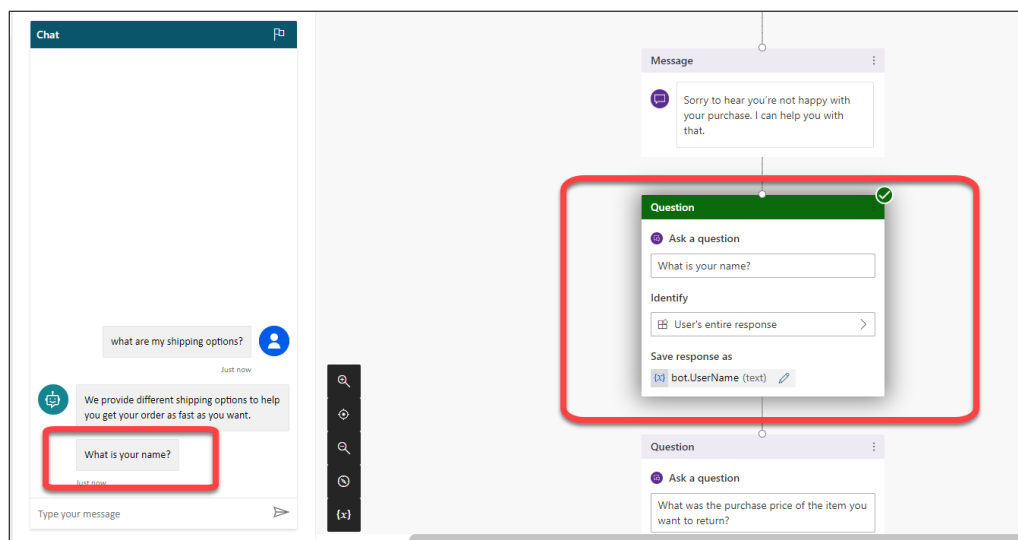 Chat
what are my shipping options?
Just now
We provide different shipping options to help
you get your order as fast as you want.
What is your name?
Just now
Type your message
{x}
Message
Sorry to hear you're not happy with
your purchase. I can help you with
that.
Question
Ask a question
What is your name?
Identify
User's entire response
Save response as
{x} bot.UserName (text)
Question
Ask a question
What was the purchase price of the item you
want to return?